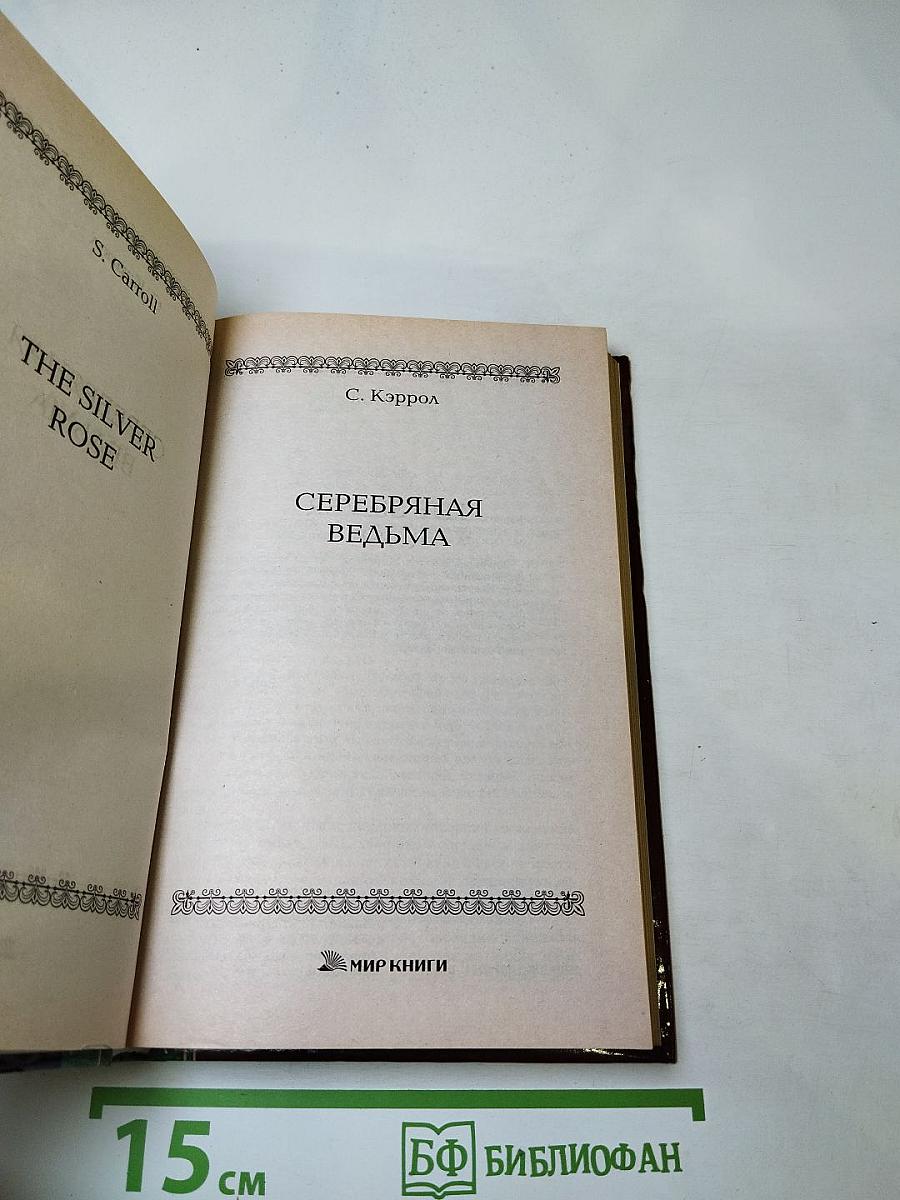 S. Carroll
THE SILVER
ROSE
С. Кэррол
СЕРЕБРЯНАЯ
ВЕДЬМА
МИР КНИГИ
15 см
БФ БИБЛИОФАН